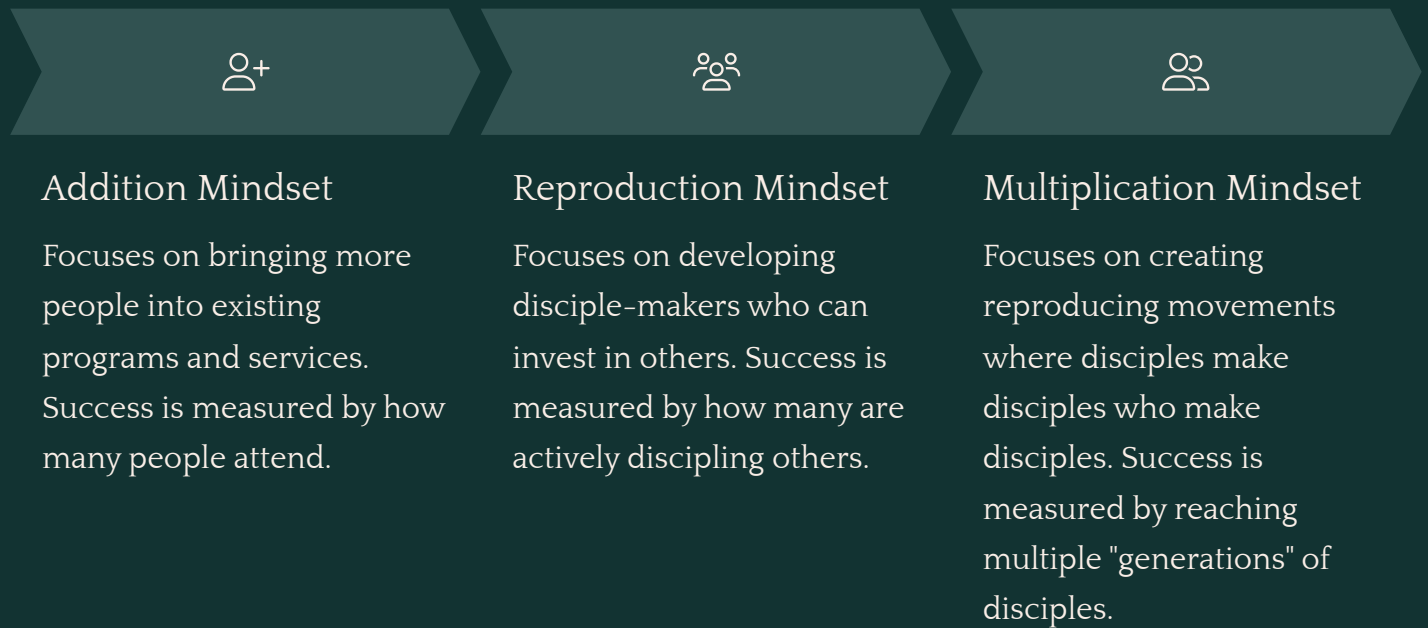 Addition Mindset
Focuses on bringing more
people into existing
programs and services.
Success is measured by how
many people attend.
Reproduction Mindset
Focuses on developing
disciple-makers who can
invest in others. Success is
measured by how many are
actively discipling others.
Multiplication Mindset
Focuses on creating
reproducing movements
where disciples make
disciples who make
disciples. Success is
measured by reaching
multiple "generations" of
disciples.